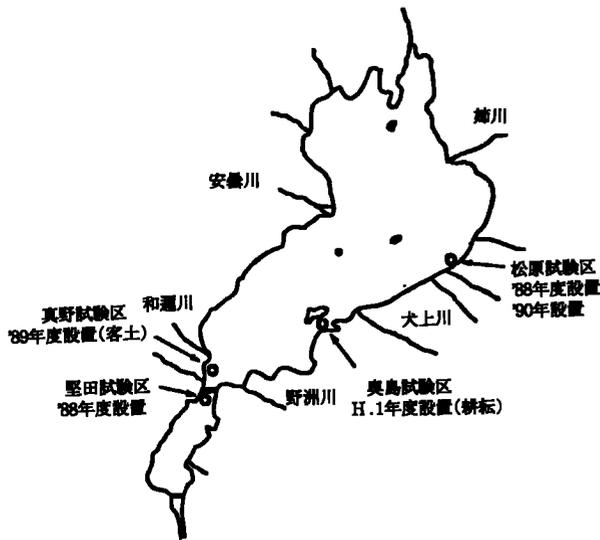 姉川
安曇川
松原試験区
'88年度設置
'90年設置
和邇川
真野試験区
'89年度設置(客土)
犬上川
堅田試験区
'88年度設置
野洲川
奥島試験区
H.1年度設置(耕耘)